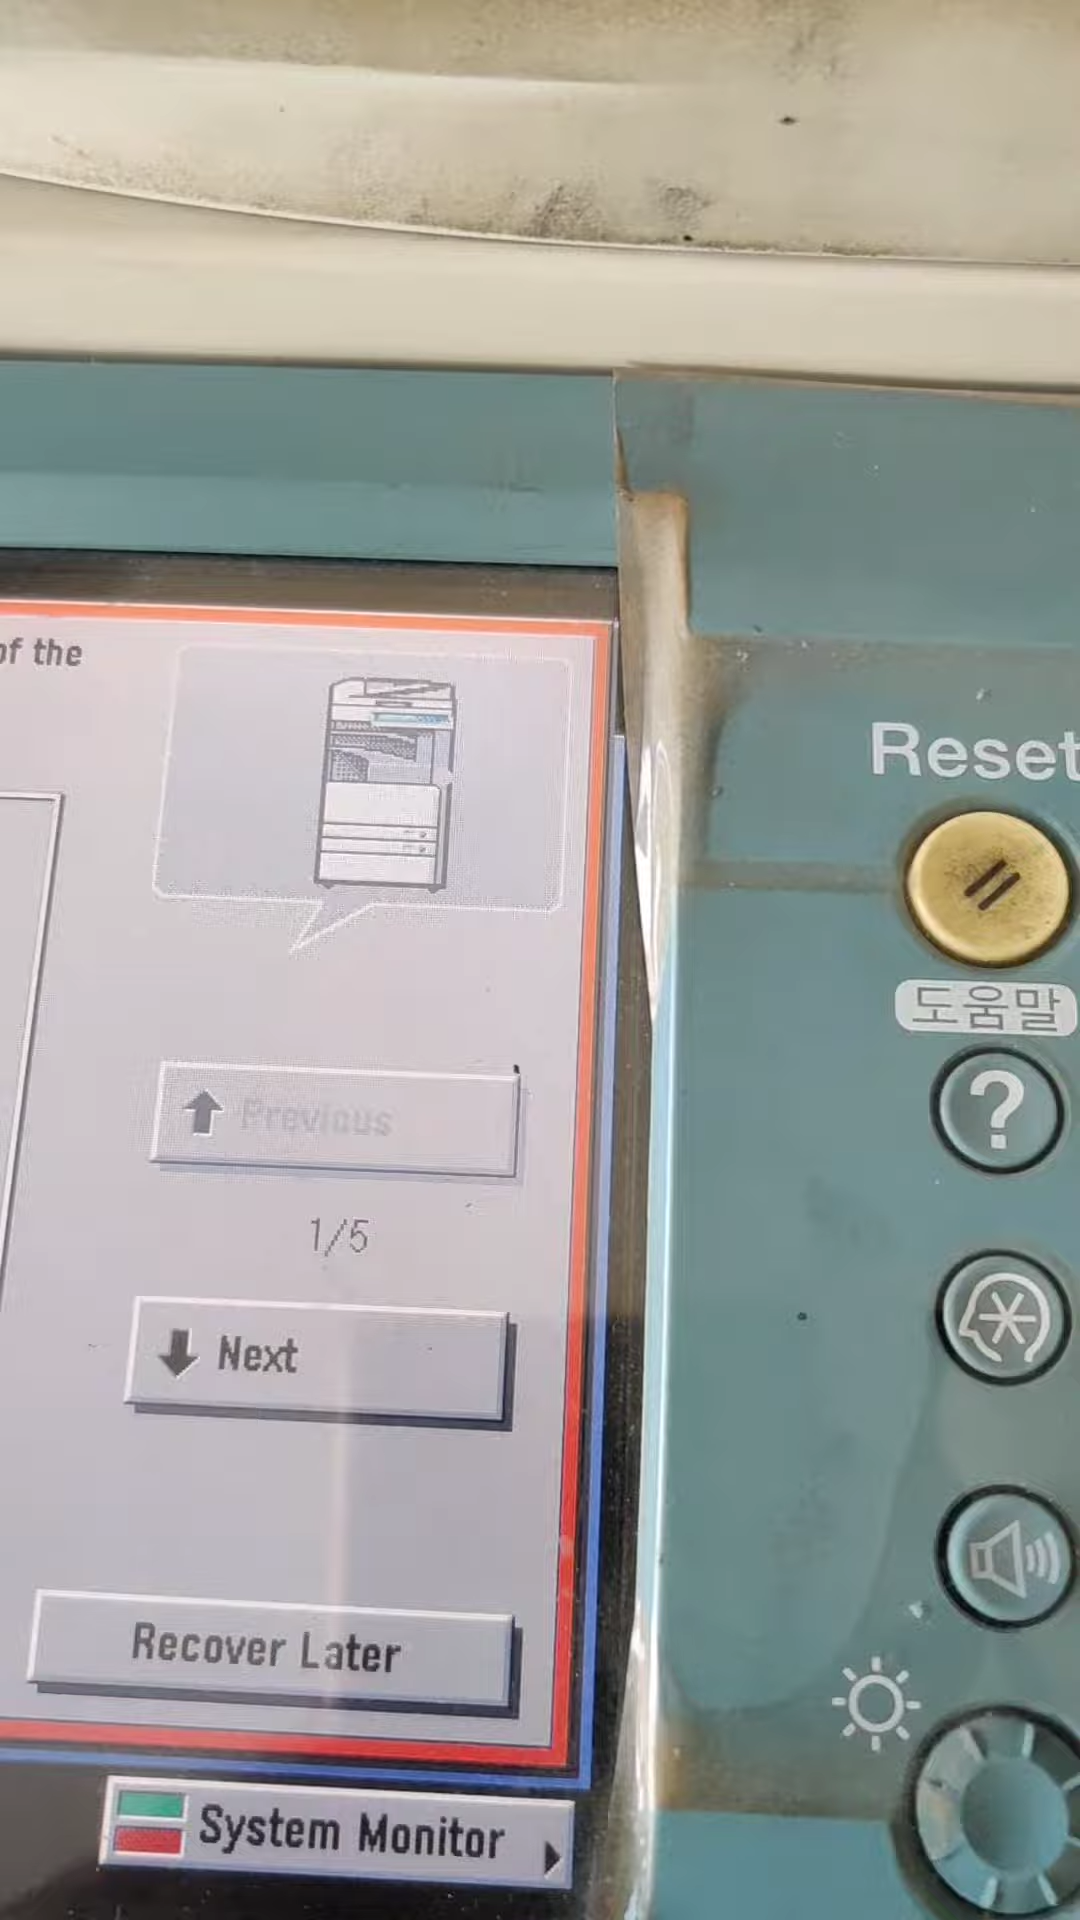 of the
Reset
도움말
?
Previous
1/5
Next
Recover Later
System Monitor